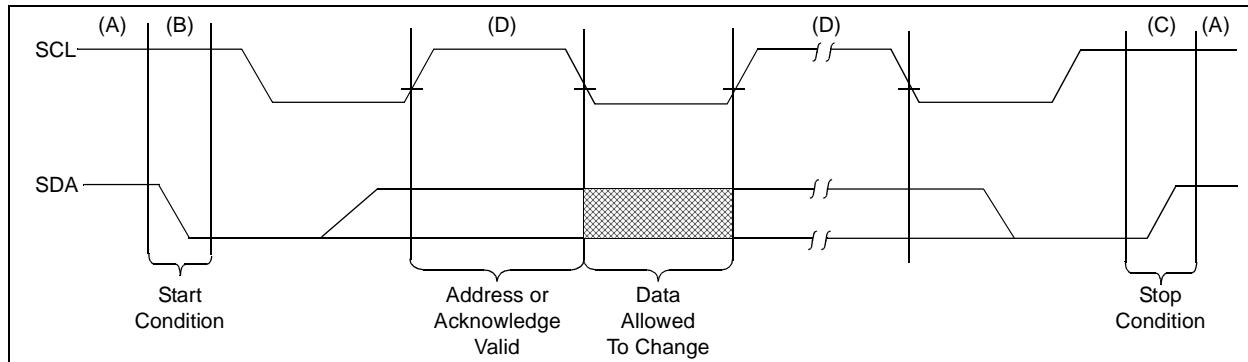 (A) (B) (D) (D) (C) (A)
SCL
SDA
Start
Condition
Address or
Acknowledge
Valid
Data
Allowed
To Change
Stop
Condition